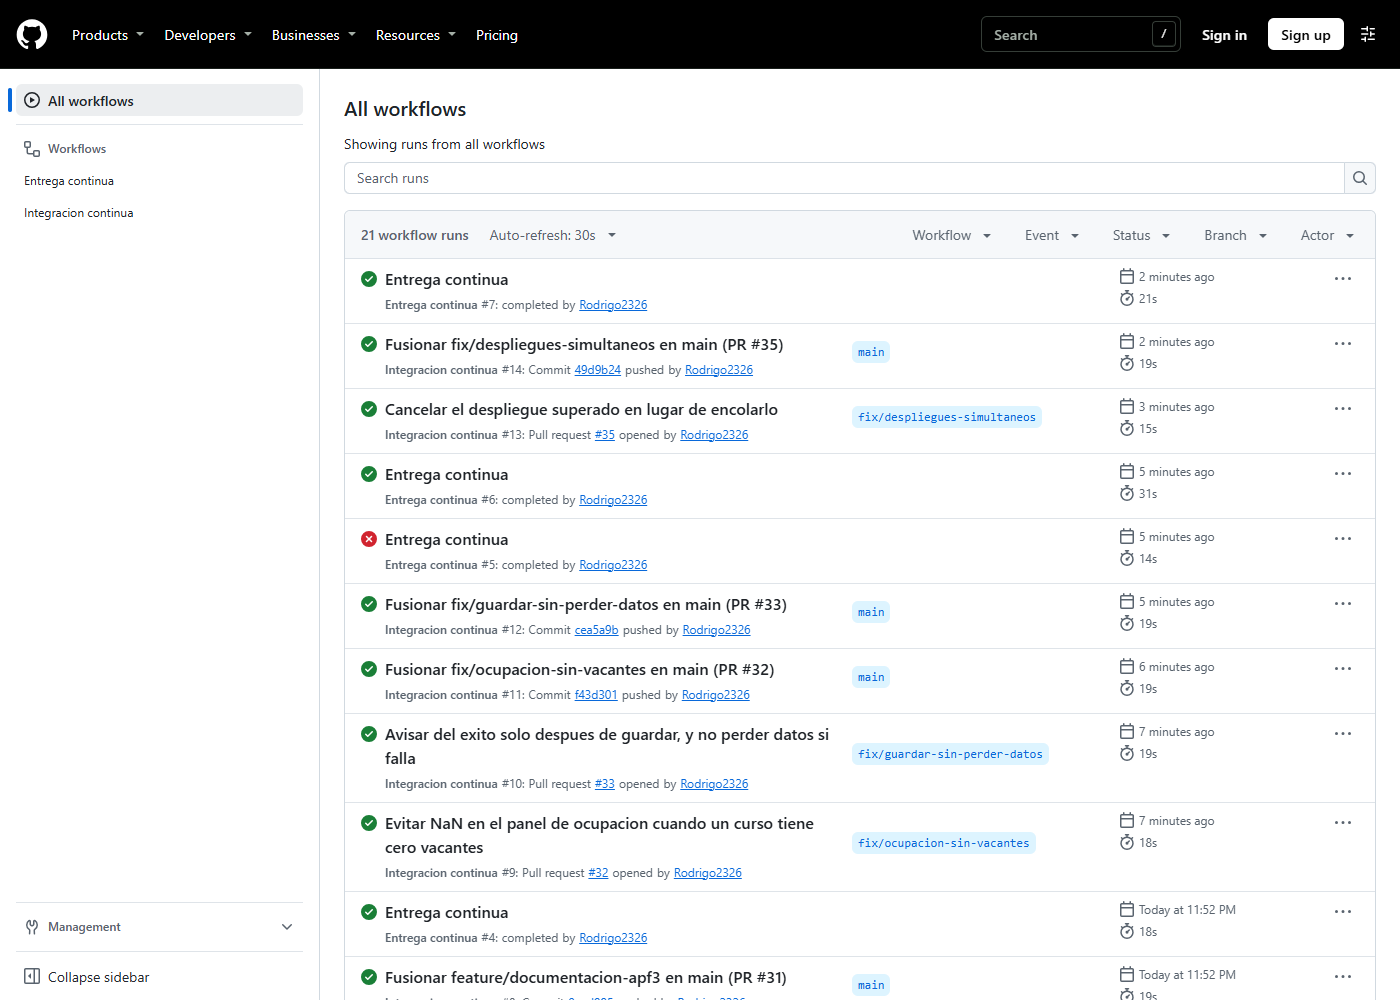 Products
Developers
Businesses
Resources
Pricing
Search
/
Sign in
Sign up
All workflows
Workflows
Entrega continua
Integracion continua
Management
Collapse sidebar
All workflows
Showing runs from all workflows
Search runs
21 workflow runs
Auto-refresh: 30s
Workflow
Event
Status
Branch
Actor
Entrega continua
Entrega continua #7: completed by Rodrigo2326
2 minutes ago
21s
Fusionar fix/despliegues-simultaneos en main (PR #35)
Integracion continua #14: Commit 49d9b24 pushed by Rodrigo2326
main
2 minutes ago
19s
Cancelar el despliegue superado en lugar de encolarlo
Integracion continua #13: Pull request #35 opened by Rodrigo2326
fix/despliegues-simultaneos
3 minutes ago
15s
Entrega continua
Entrega continua #6: completed by Rodrigo2326
5 minutes ago
31s
Entrega continua
Entrega continua #5: completed by Rodrigo2326
5 minutes ago
14s
Fusionar fix/guardar-sin-perder-datos en main (PR #33)
Integracion continua #12: Commit cea5a9b pushed by Rodrigo2326
main
5 minutes ago
19s
Fusionar fix/ocupacion-sin-vacantes en main (PR #32)
Integracion continua #11: Commit f43d301 pushed by Rodrigo2326
main
6 minutes ago
19s
Avisar del exito solo despues de guardar, y no perder datos si
falla
Integracion continua #10: Pull request #33 opened by Rodrigo2326
fix/guardar-sin-perder-datos
7 minutes ago
19s
Evitar NaN en el panel de ocupacion cuando un curso tiene
cero vacantes
Integracion continua #9: Pull request #32 opened by Rodrigo2326
fix/ocupacion-sin-vacantes
7 minutes ago
18s
Entrega continua
Entrega continua #4: completed by Rodrigo2326
Today at 11:52 PM
18s
Fusionar feature/documentacion-apf3 en main (PR #31)
main
Today at 11:52 PM
19s